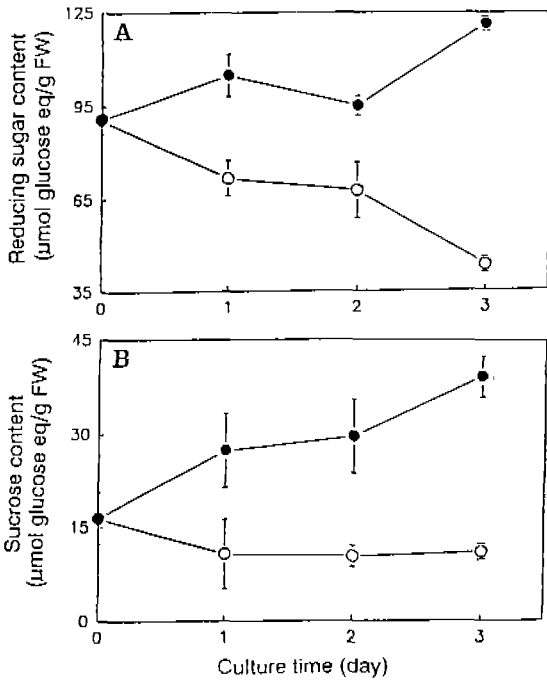 Reducing sugar content
(µmol glucose eq/g FW)
A
125
95
65
35
0
1
2
3
Sucrose content
(µmol glucose eq/g FW)
B
45
30
15
0
0
1
2
3
Culture time (day)